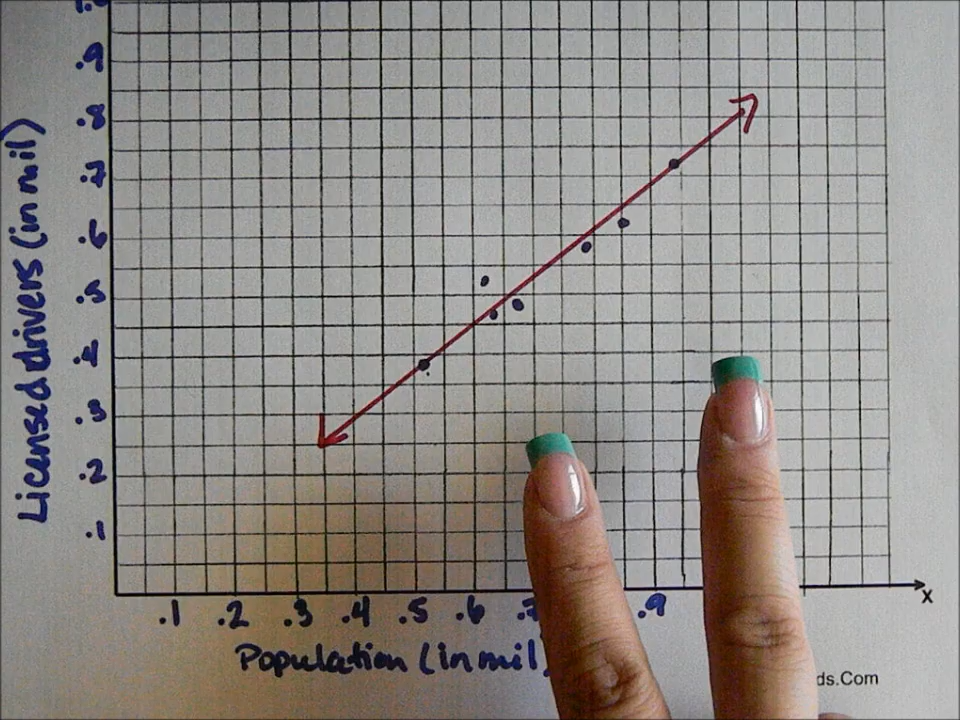 1.0
.9
.8
.7
.6
.5
.4
.3
.2
.1
Licensed drivers (in mil)
.1 .2 .3 .4 .5 .6 .7 .9
x
Population (in mil)
ds.Com